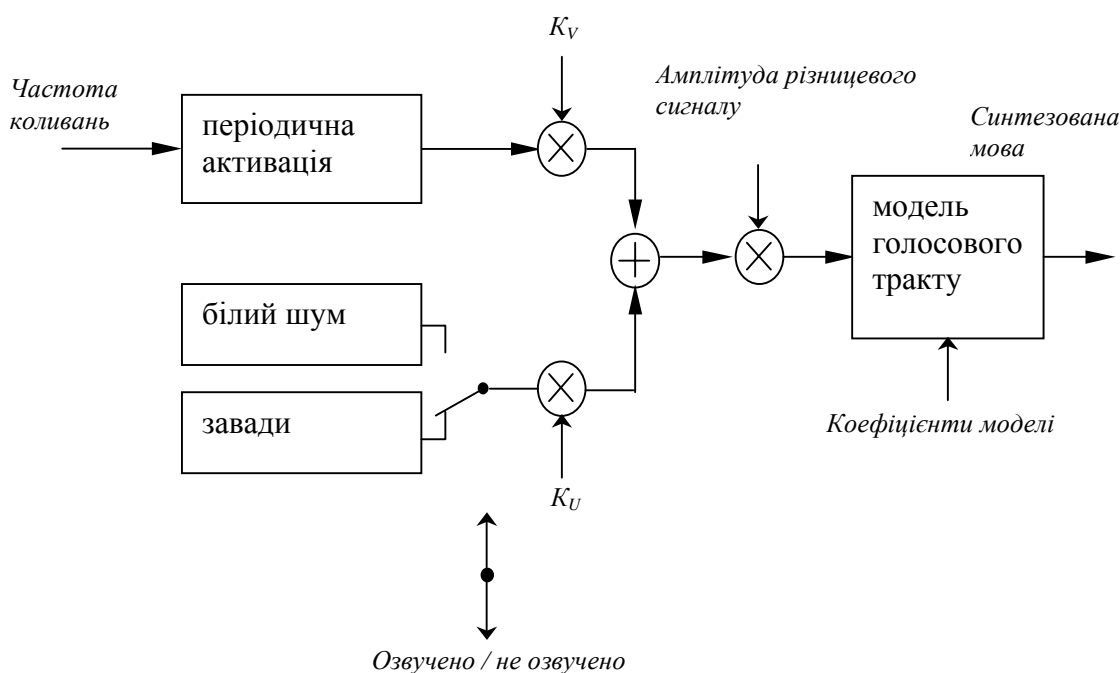 K_V
Частота
коливань
Амплітуда різницевого
сигналу
Синтезована
мова
періодична
активація
модель
голосового
тракту
білий шум
завади
Коефіцієнти моделі
K_U
Озвучено / не озвучено